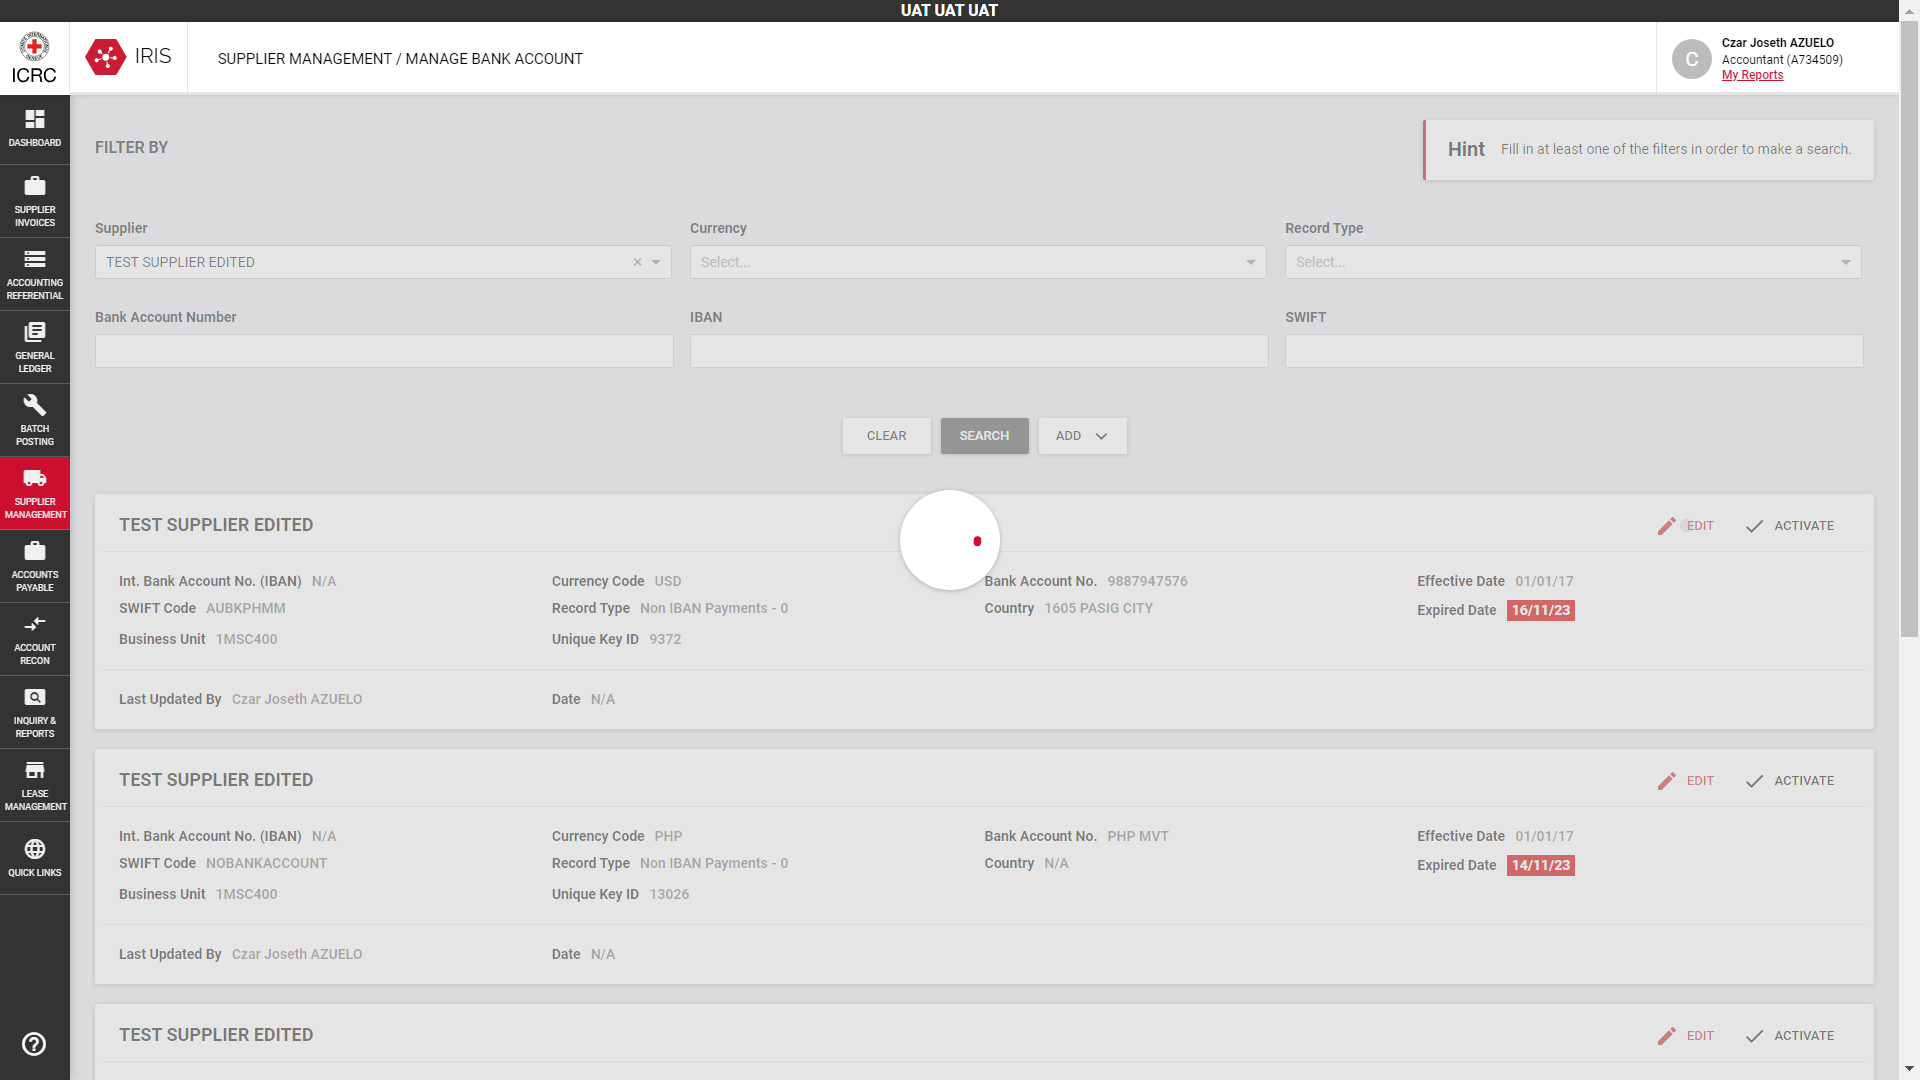 UAT UAT UAT
ICRC
IRIS
SUPPLIER MANAGEMENT / MANAGE BANK ACCOUNT
C
Czar Joseth AZUELO
Accountant (A734509)
My Reports
DASHBOARD
SUPPLIER
INVOICES
ACCOUNTING
REFERENTIAL
GENERAL
LEDGER
BATCH
POSTING
SUPPLIER
MANAGEMENT
ACCOUNTS
PAYABLE
ACCOUNT
RECON
INQUIRY &
REPORTS
LEASE
MANAGEMENT
QUICK LINKS
FILTER BY
Hint Fill in at least one of the filters in order to make a search.
Supplier Currency Record Type
TEST SUPPLIER EDITED Select... Select...
Bank Account Number IBAN SWIFT
CLEAR SEARCH ADD
TEST SUPPLIER EDITED EDIT ACTIVATE
Int. Bank Account No. (IBAN) N/A Currency Code USD Bank Account No. 9887947576 Effective Date 01/01/17
SWIFT Code AUBKPHMM Record Type Non IBAN Payments - 0 Country 1605 PASIG CITY Expired Date 16/11/23
Business Unit 1MSC400 Unique Key ID 9372
Last Updated By Czar Joseth AZUELO Date N/A
TEST SUPPLIER EDITED EDIT ACTIVATE
Int. Bank Account No. (IBAN) N/A Currency Code PHP Bank Account No. PHP MVT Effective Date 01/01/17
SWIFT Code NOBANKACCOUNT Record Type Non IBAN Payments - 0 Country N/A Expired Date 14/11/23
Business Unit 1MSC400 Unique Key ID 13026
Last Updated By Czar Joseth AZUELO Date N/A
TEST SUPPLIER EDITED EDIT ACTIVATE